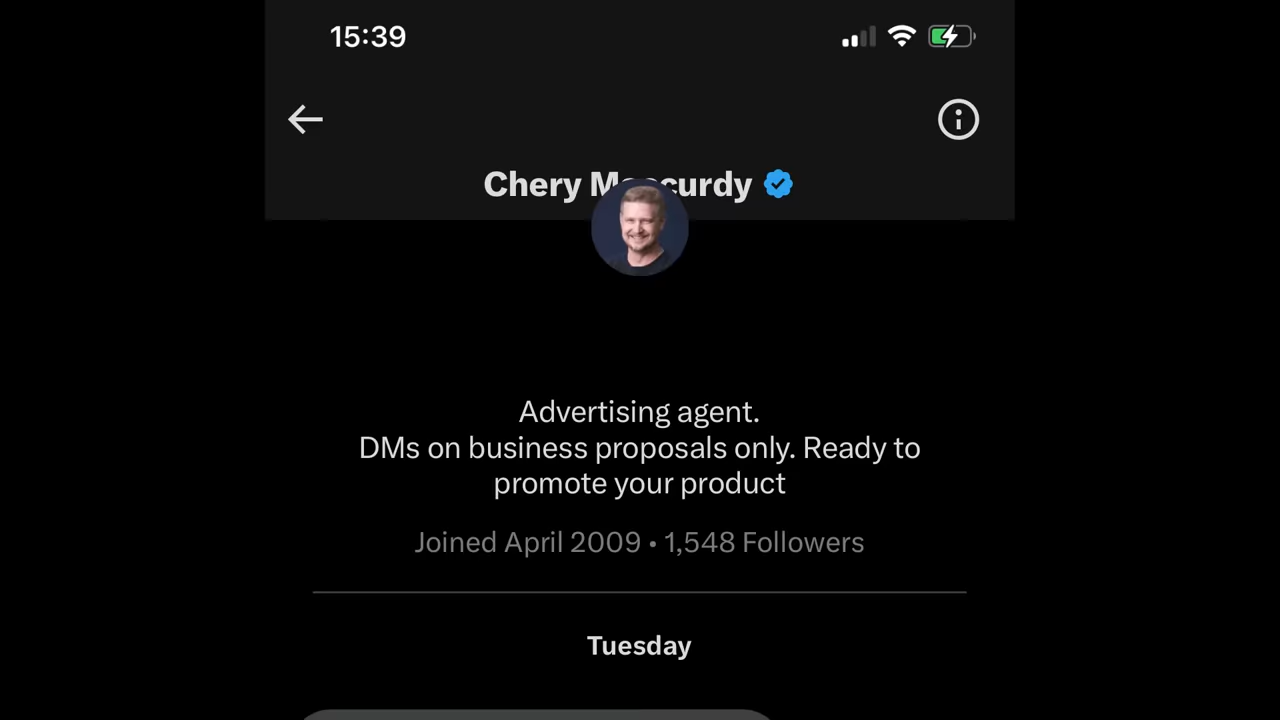 15:39
Chery
Advertising agent.
DMs on business proposals only. Ready to
promote your product
Joined April 2009 • 1,548 Followers
Tuesday